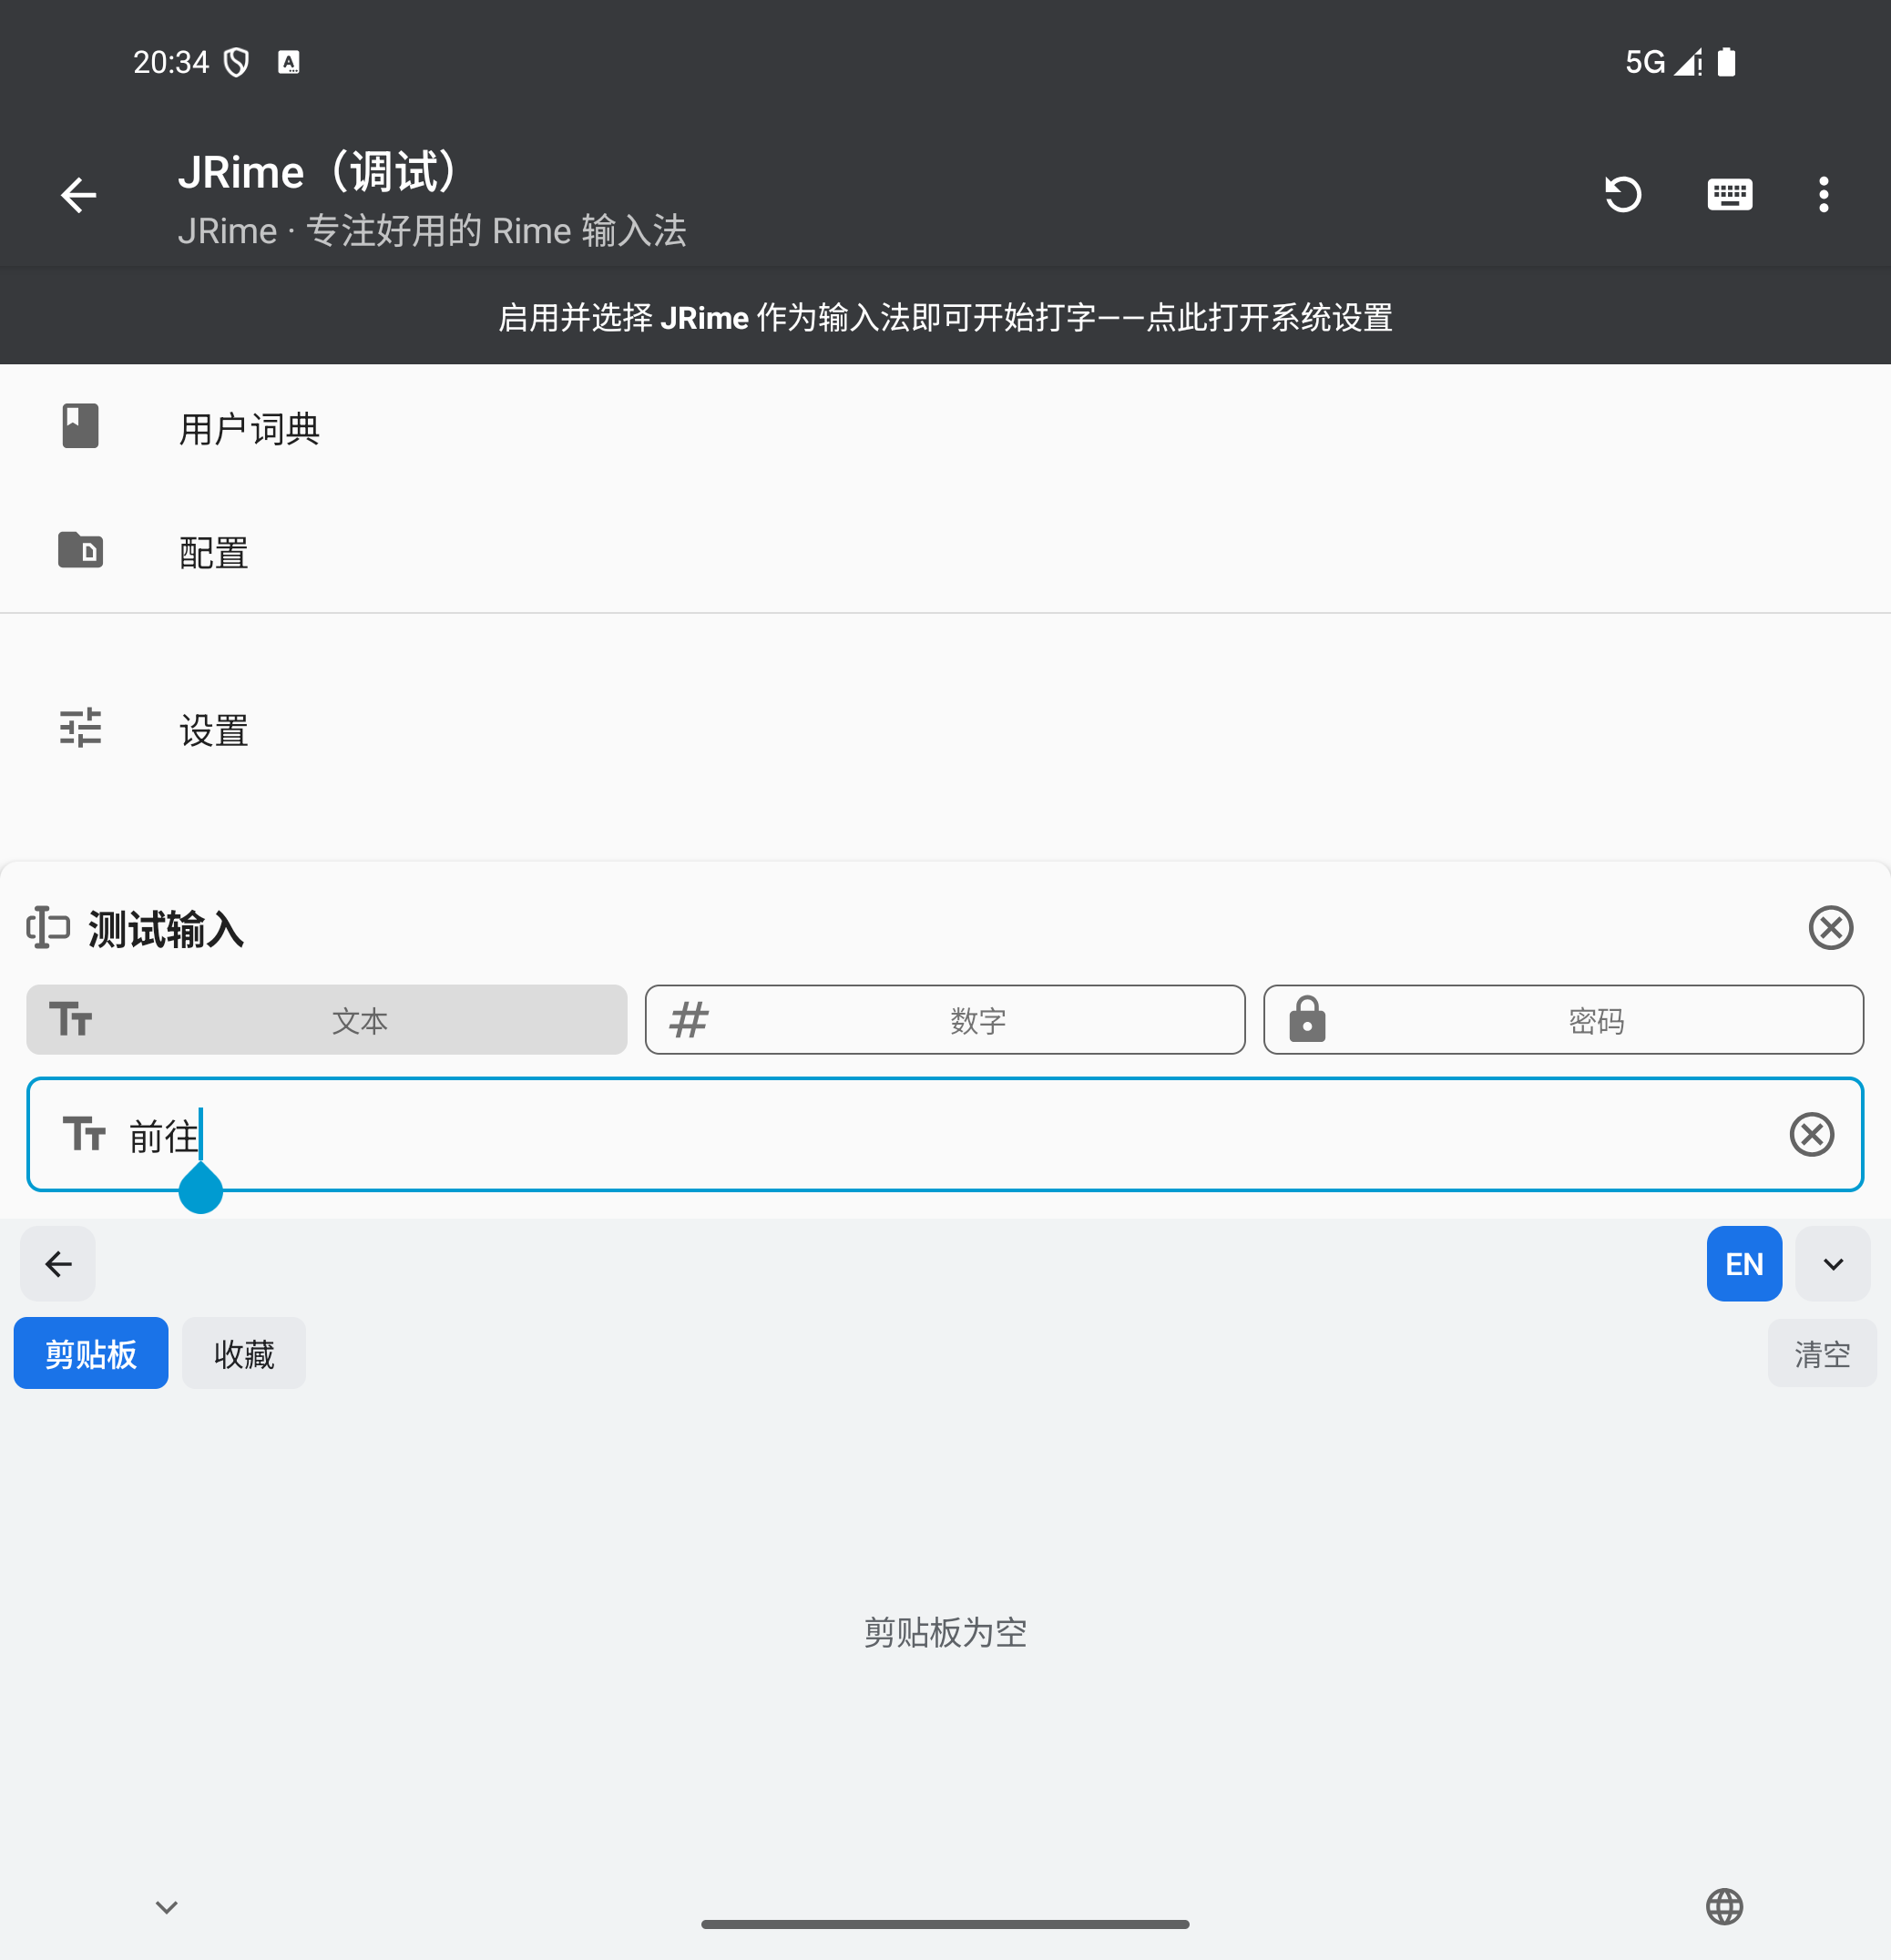 20:34
5G
JRime（调试）
JRime · 专注好用的 Rime 输入法
启用并选择 JRime 作为输入法即可开始打字——点此打开系统设置
用户词典
配置
设置
测试输入
文本
数字
密码
前往
EN
剪贴板
收藏
清空
剪贴板为空